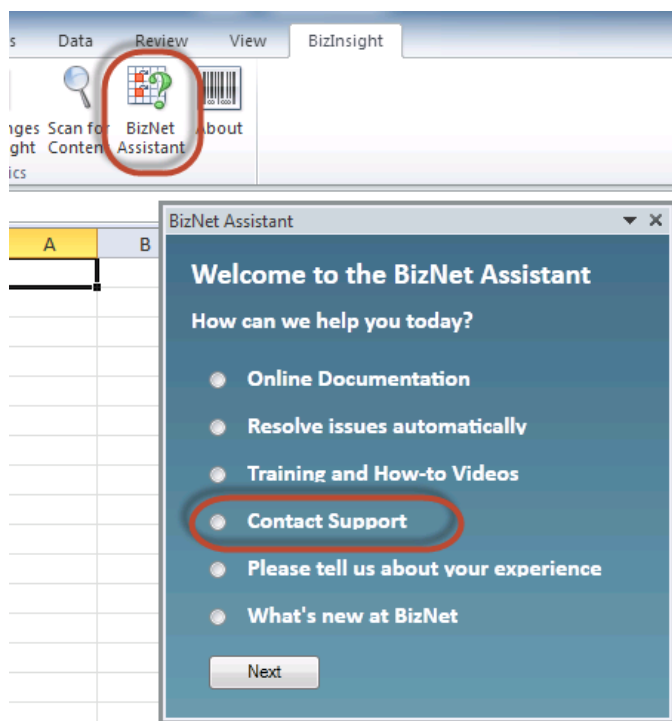 s Data Review View BizInsight
nges Scan for BizNet About
ght Conten Assistant
ics
BizNet Assistant
A B
Welcome to the BizNet Assistant
How can we help you today?
Online Documentation
Resolve issues automatically
Training and How-to Videos
Contact Support
Please tell us about your experience
What's new at BizNet
Next